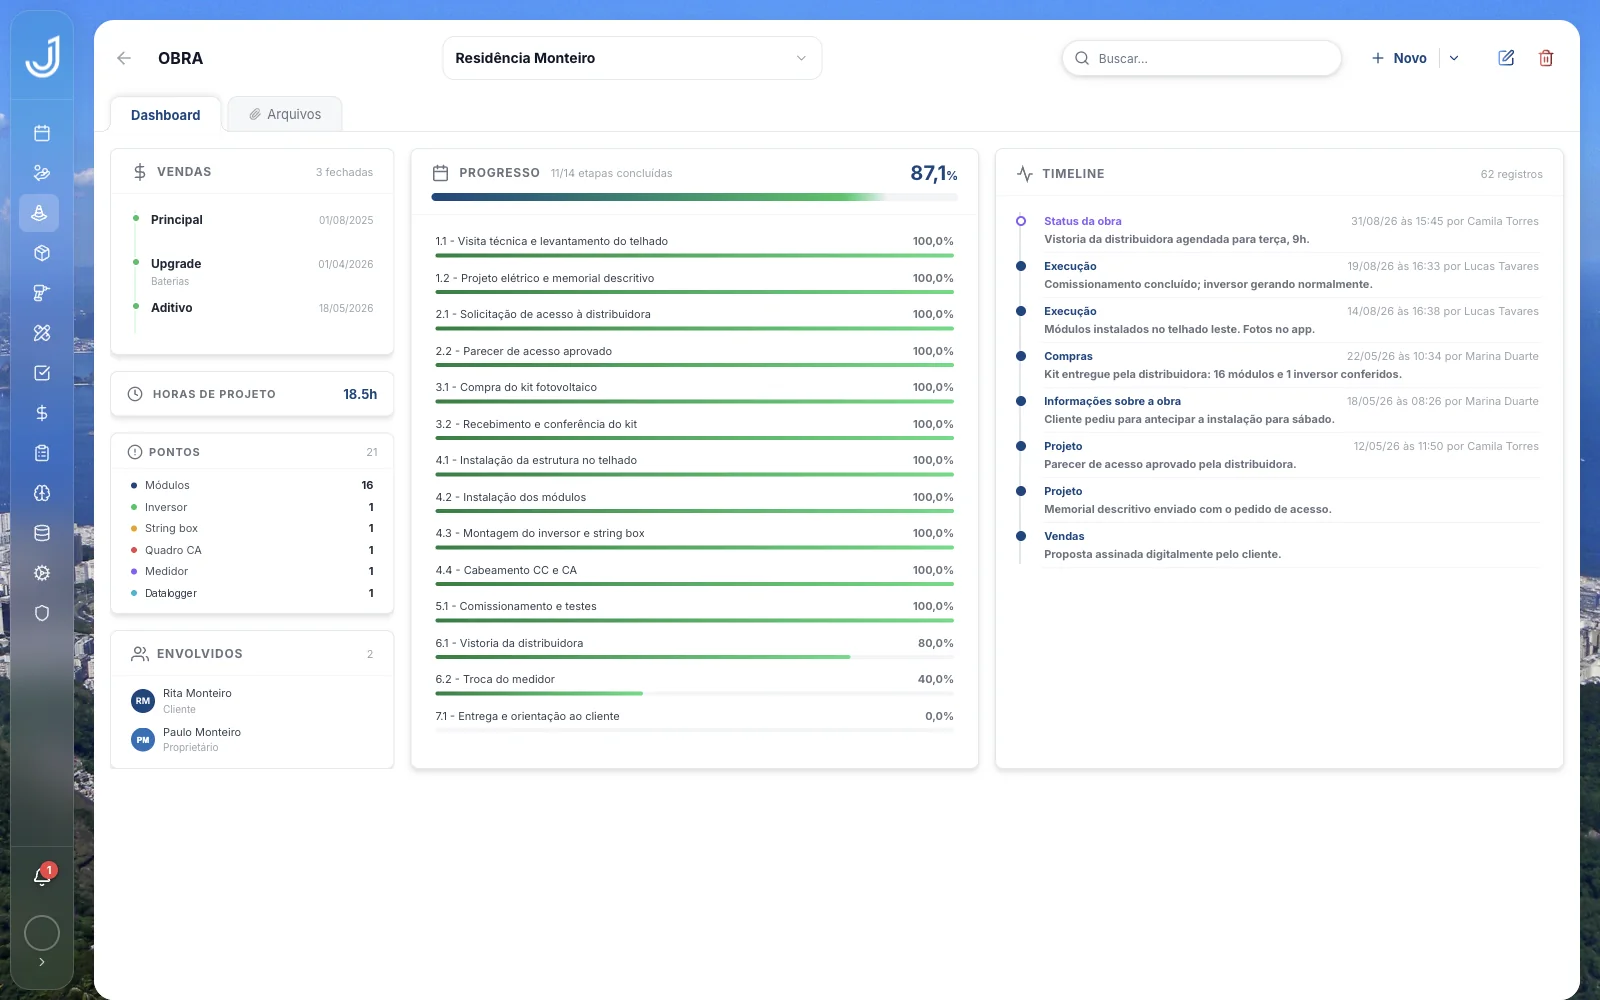 OBRA
Residência Monteiro
Buscar...
Novo
Dashboard
Arquivos
VENDAS
3 fechadas
Principal
01/08/2025
Upgrade
01/04/2026
Baterias
Aditivo
18/05/2026
HORAS DE PROJETO
18.5h
PONTOS
21
Módulos
16
Inversor
1
String box
1
Quadro CA
1
Medidor
1
Datalogger
1
ENVOLVIDOS
2
RM
Rita Monteiro
Cliente
PM
Paulo Monteiro
Proprietário
PROGRESSO
11/14 etapas concluídas
87,1%
1.1 - Visita técnica e levantamento do telhado
100,0%
1.2 - Projeto elétrico e memorial descritivo
100,0%
2.1 - Solicitação de acesso à distribuidora
100,0%
2.2 - Parecer de acesso aprovado
100,0%
3.1 - Compra do kit fotovoltaico
100,0%
3.2 - Recebimento e conferência do kit
100,0%
4.1 - Instalação da estrutura no telhado
100,0%
4.2 - Instalação dos módulos
100,0%
4.3 - Montagem do inversor e string box
100,0%
4.4 - Cabeamento CC e CA
100,0%
5.1 - Comissionamento e testes
100,0%
6.1 - Vistoria da distribuidora
80,0%
6.2 - Troca do medidor
40,0%
7.1 - Entrega e orientação ao cliente
0,0%
TIMELINE
62 registros
Status da obra
31/08/26 às 15:45 por Camila Torres
Vistoria da distribuidora agendada para terça, 9h.
Execução
19/08/26 às 16:33 por Lucas Tavares
Comissionamento concluído; inversor gerando normalmente.
Execução
14/08/26 às 16:38 por Lucas Tavares
Módulos instalados no telhado leste. Fotos no app.
Compras
22/05/26 às 10:34 por Marina Duarte
Kit entregue pela distribuidora: 16 módulos e 1 inversor conferidos.
Informações sobre a obra
18/05/26 às 08:26 por Marina Duarte
Cliente pediu para antecipar a instalação para sábado.
Projeto
12/05/26 às 11:50 por Camila Torres
Parecer de acesso aprovado pela distribuidora.
Projeto
Memorial descritivo enviado com o pedido de acesso.
Vendas
Proposta assinada digitalmente pelo cliente.
1